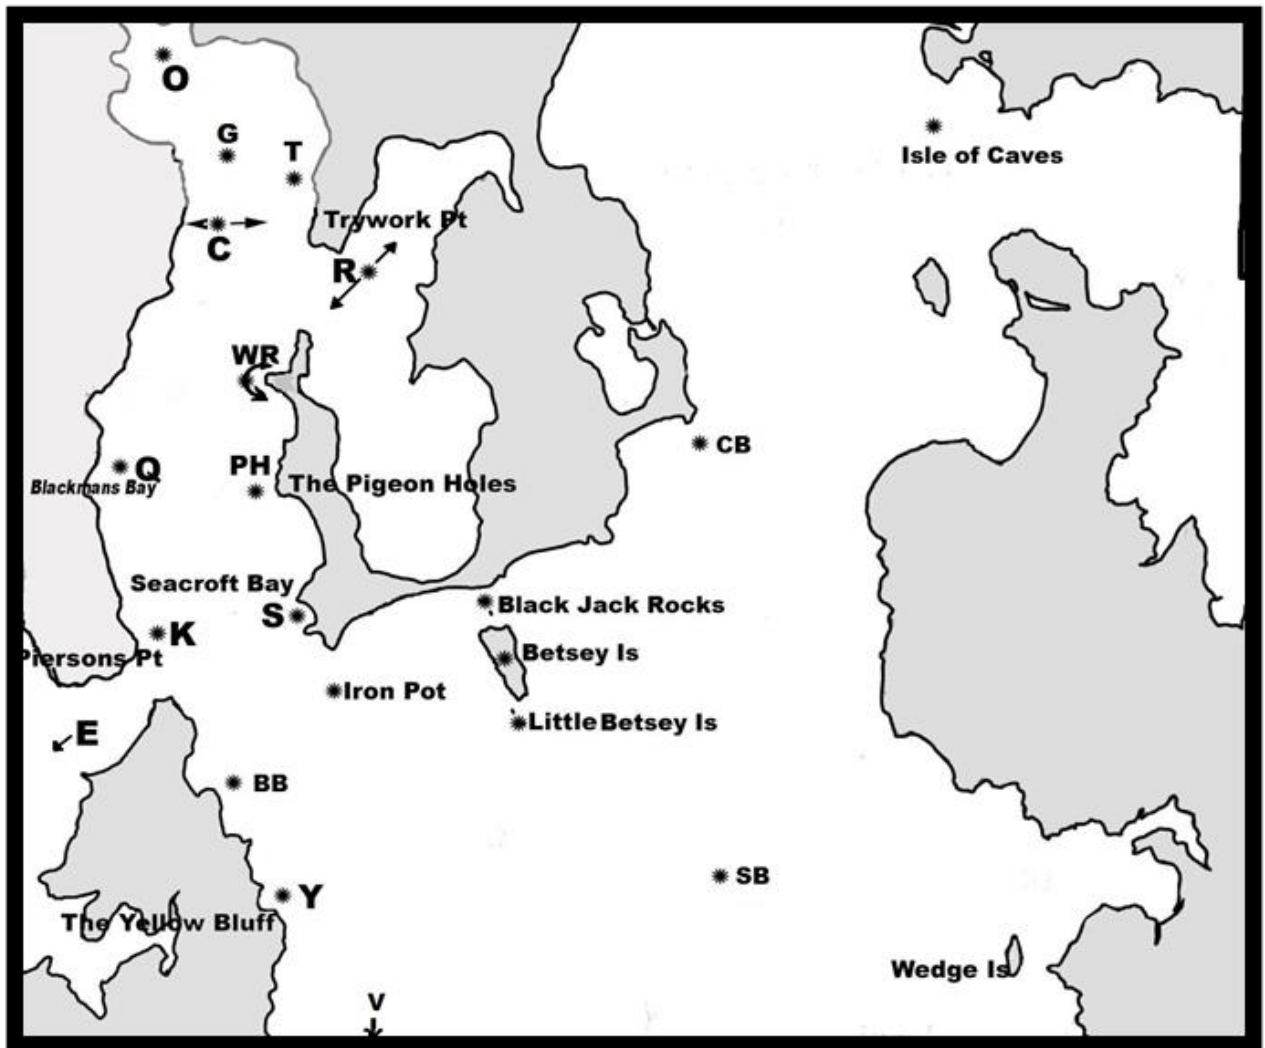 O
G
T
Isle of Caves
Trywork Pt
C
R
WR
CB
Q
PH
Blackmans Bay
The Pigeon Holes
Seacroft Bay
S
Black Jack Rocks
K
Betsey Is
Piersons Pt
Iron Pot
Little Betsey Is
E
BB
SB
Y
The Yellow Bluff
Wedge Is
V